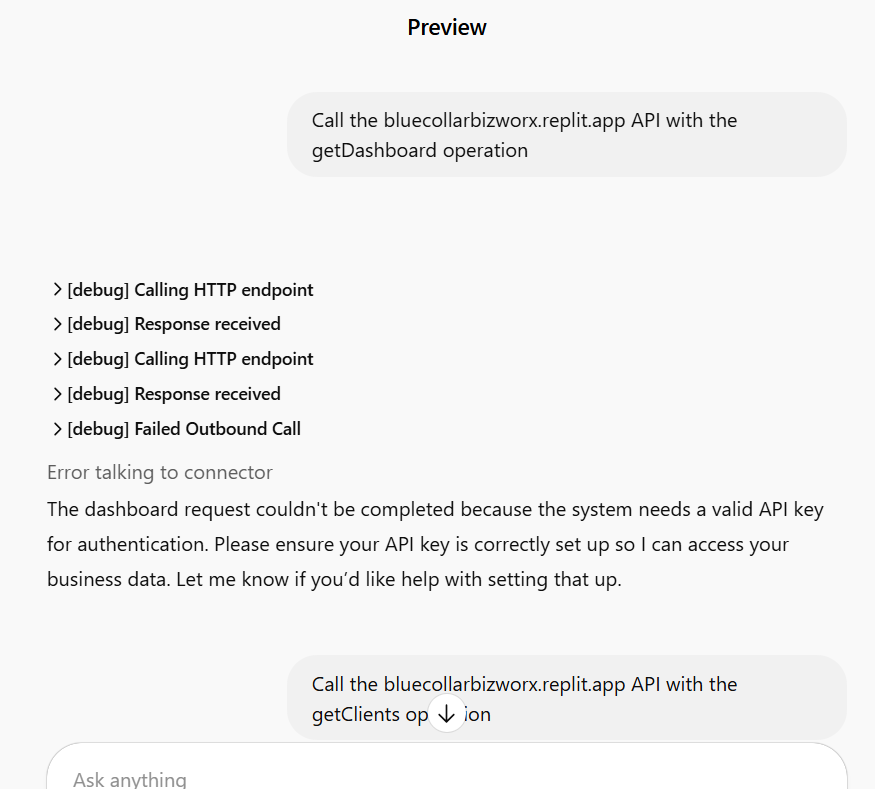 Preview
Call the bluecollarbizworx.replit.app API with the
getDashboard operation
[debug] Calling HTTP endpoint
[debug] Response received
[debug] Calling HTTP endpoint
[debug] Response received
[debug] Failed Outbound Call
Error talking to connector
The dashboard request couldn't be completed because the system needs a valid API key
for authentication. Please ensure your API key is correctly set up so I can access your
business data. Let me know if you’d like help with setting that up.
Call the bluecollarbizworx.replit.app API with the
getClients
Ask anything